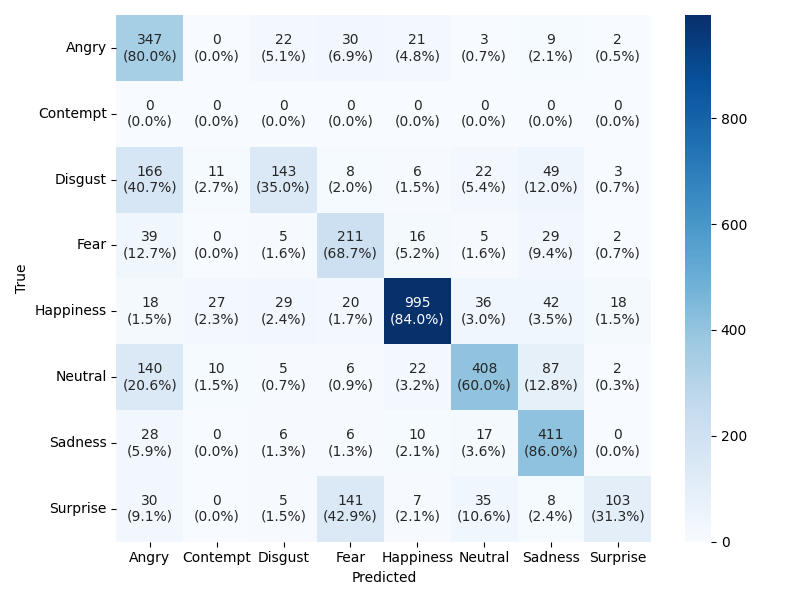 Angry 347 0 22 30 21 3 9 2
(80.0%) (0.0%) (5.1%) (6.9%) (4.8%) (0.7%) (2.1%) (0.5%)
Contempt 0 0 0 0 0 0 0 0
(0.0%) (0.0%) (0.0%) (0.0%) (0.0%) (0.0%) (0.0%) (0.0%)
Disgust 166 11 143 8 6 22 49 3
(40.7%) (2.7%) (35.0%) (2.0%) (1.5%) (5.4%) (12.0%) (0.7%)
Fear 39 0 5 211 16 5 29 2
(12.7%) (0.0%) (1.6%) (68.7%) (5.2%) (1.6%) (9.4%) (0.7%)
Happiness 18 27 29 20 995 36 42 18
(1.5%) (2.3%) (2.4%) (1.7%) (84.0%) (3.0%) (3.5%) (1.5%)
Neutral 140 10 5 6 22 408 87 2
(20.6%) (1.5%) (0.7%) (0.9%) (3.2%) (60.0%) (12.8%) (0.3%)
Sadness 28 0 6 6 10 17 411 0
(5.9%) (0.0%) (1.3%) (1.3%) (2.1%) (3.6%) (86.0%) (0.0%)
Surprise 30 0 5 141 7 35 8 103
(9.1%) (0.0%) (1.5%) (42.9%) (2.1%) (10.6%) (2.4%) (31.3%)
Angry Contempt Disgust Fear Happiness Neutral Sadness Surprise
Predicted
True
800
600
400
200
0